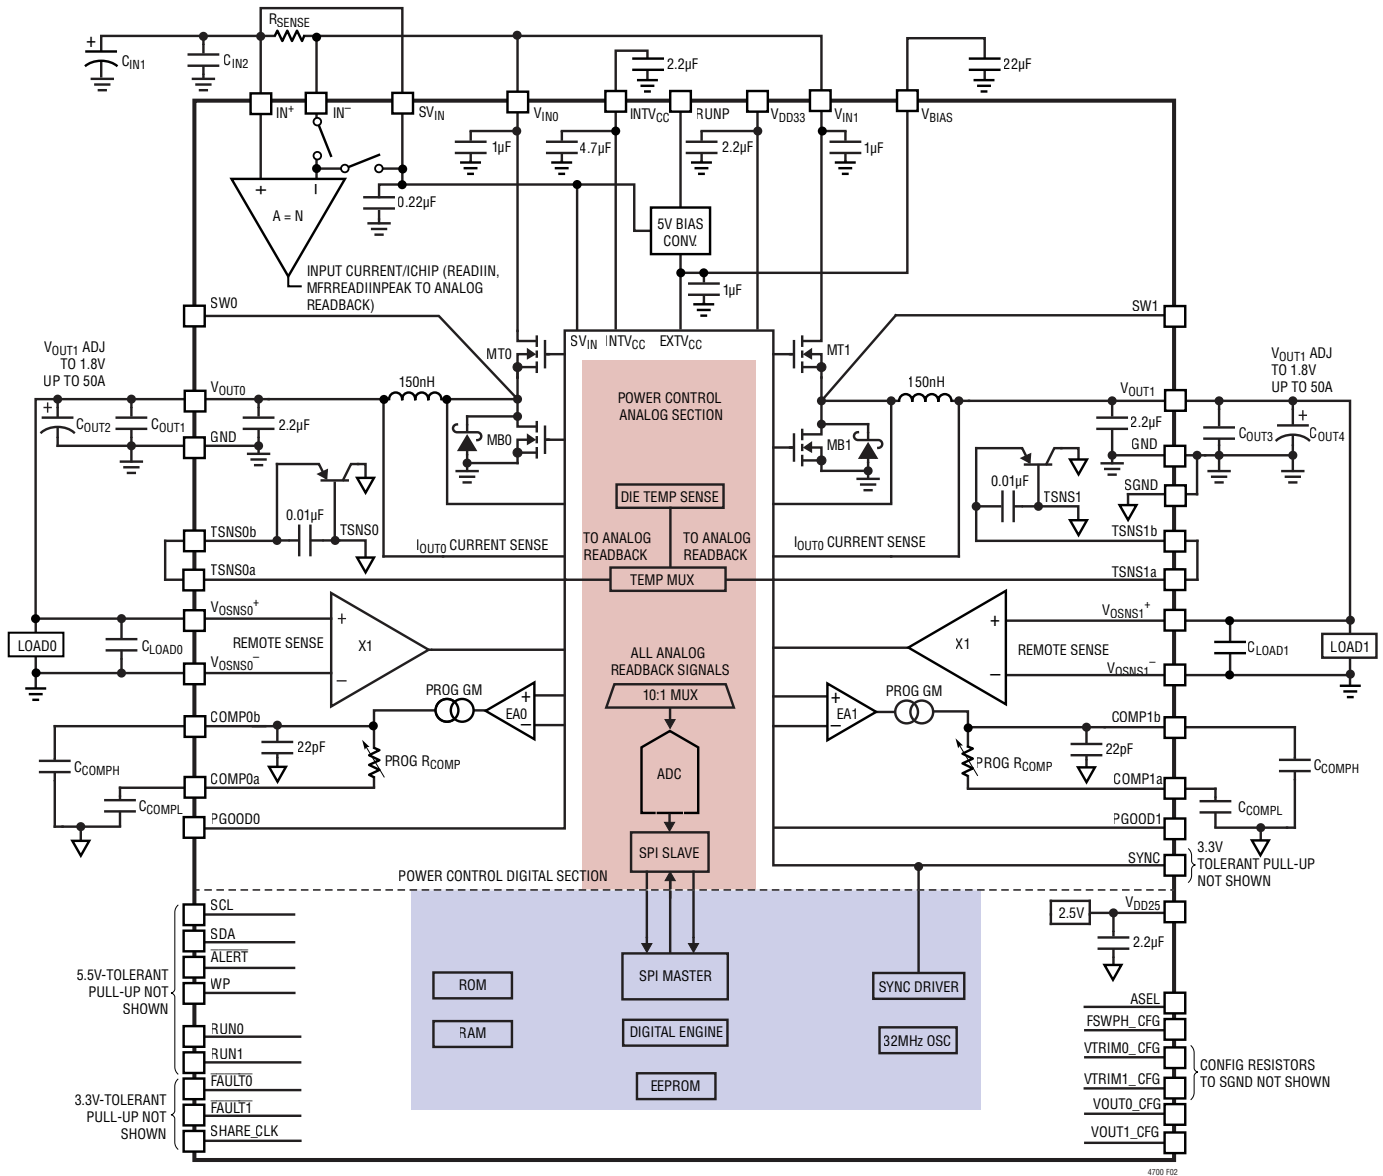 RSENSE
+
CIN1
CIN2
2.2µF
22µF
IN+
IN−
SVIN
VIN0
INTVCC
RUNP
VDD33
VIN1
VBIAS
1µF
4.7µF
2.2µF
1µF
+
−
A = N
0.22µF
5V BIAS
CONV.
1µF
INPUT CURRENT/ICHIP (READIIN,
MFRREADIINPEAK TO ANALOG
READBACK)
SW0
SW1
SVIN
INTVCC
EXTVCC
MT0
MT1
VOUT1 ADJ
TO 1.8V
UP TO 50A
VOUT1 ADJ
TO 1.8V
UP TO 50A
VOUT0
150nH
150nH
VOUT1
POWER CONTROL
ANALOG SECTION
+
COUT2
COUT1
2.2µF
GND
MB0
MB1
2.2µF
GND
COUT3
+
COUT4
SGND
DIE TEMP SENSE
0.01µF
TSNS0
0.01µF
TSNS1
TSNS0b
TSNS1b
TO ANALOG
READBACK
TO ANALOG
READBACK
IOUT0 CURRENT SENSE
IOUT0 CURRENT SENSE
TSNS0a
TEMP MUX
TSNS1a
VOSNS0+
VOSNS1+
+
+
LOAD0
CLOAD0
REMOTE SENSE
X1
X1
REMOTE SENSE
CLOAD1
LOAD1
VOSNS0−
VOSNS1−
−
−
ALL ANALOG
READBACK SIGNALS
10:1 MUX
PROG GM
PROG GM
+
−
EA0
+
−
EA1
COMP0b
COMP1b
22pF
22pF
PROG RCOMP
PROG RCOMP
ADC
CCOMPH
CCOMPH
COMP0a
COMP1a
CCOMPL
CCOMPL
PGOOD0
PGOOD1
SPI SLAVE
SYNC
3.3V
TOLERANT PULL-UP
NOT SHOWN
POWER CONTROL DIGITAL SECTION
SCL
SDA
ALERT
WP
5.5V-TOLERANT
PULL-UP NOT
SHOWN
RUN0
RUN1
FAULT0
FAULT1
3.3V-TOLERANT
PULL-UP NOT
SHOWN
SHARE_CLK
2.5V
VDD25
2.2µF
SPI MASTER
ROM
SYNC DRIVER
RAM
DIGITAL ENGINE
32MHz OSC
EEPROM
ASEL
FSWPH_CFG
VTRIM0_CFG
VTRIM1_CFG
CONFIG RESISTORS
TO SGND NOT SHOWN
VOUT0_CFG
VOUT1_CFG
4700 F02